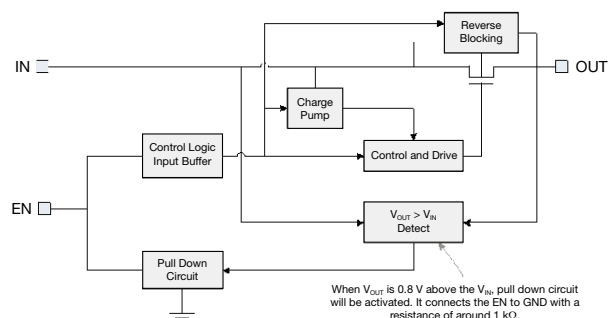 Reverse
Blocking
IN
OUT
Charge
Pump
Control Logic
Input Buffer
Control and Drive
EN
VOUT > VIN
Detect
Pull Down
Circuit
When VOUT is 0.8 V above the VIN, pull down circuit
will be activated. It connects the EN to GND with a
resistance of around 1 kΩ.